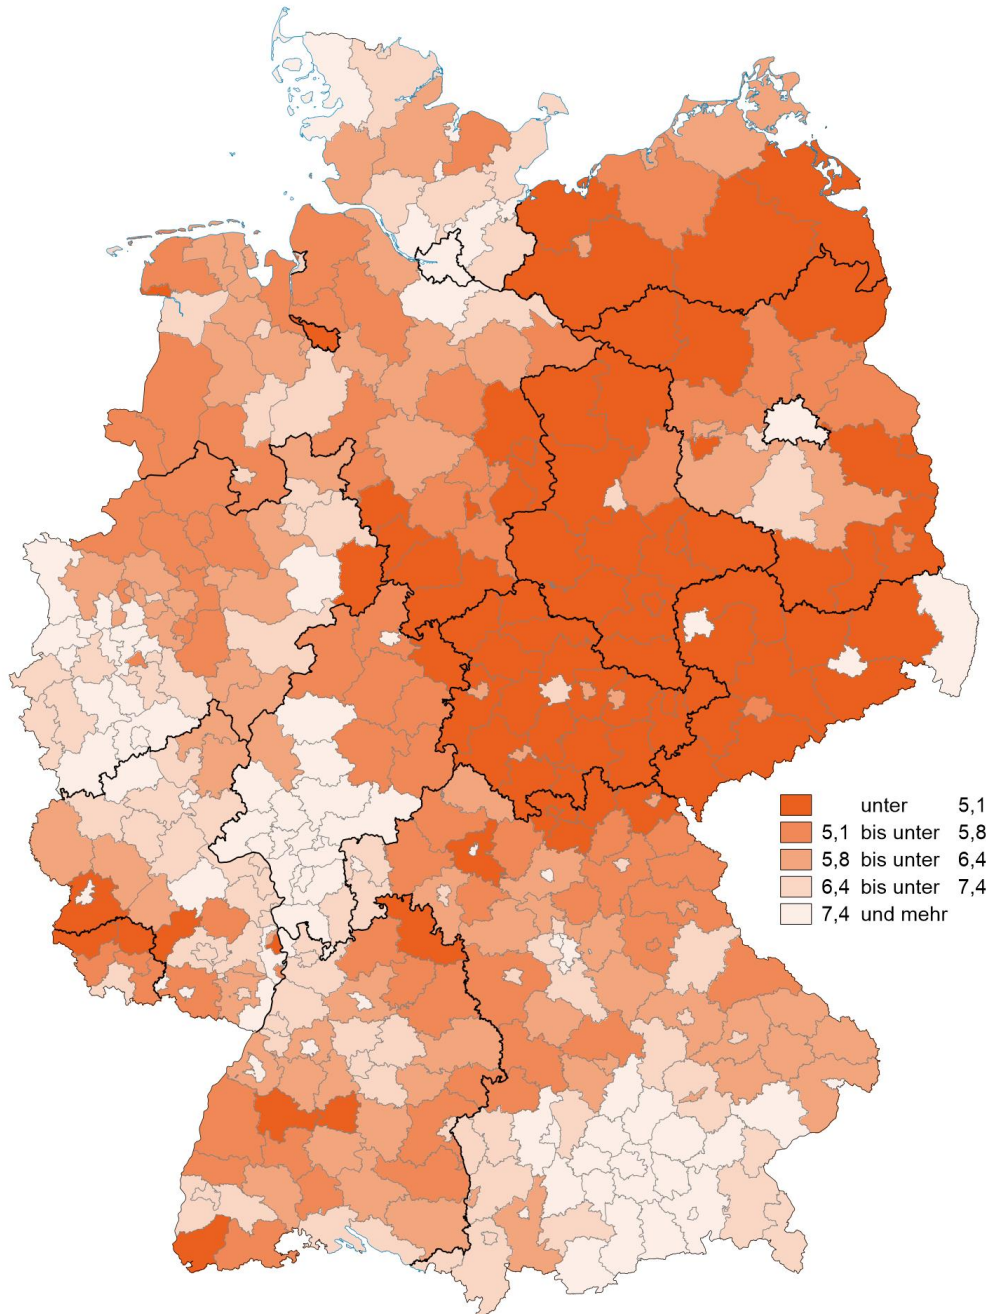 unter 5,1
5,1 bis unter 5,8
5,8 bis unter 6,4
6,4 bis unter 7,4
7,4 und mehr